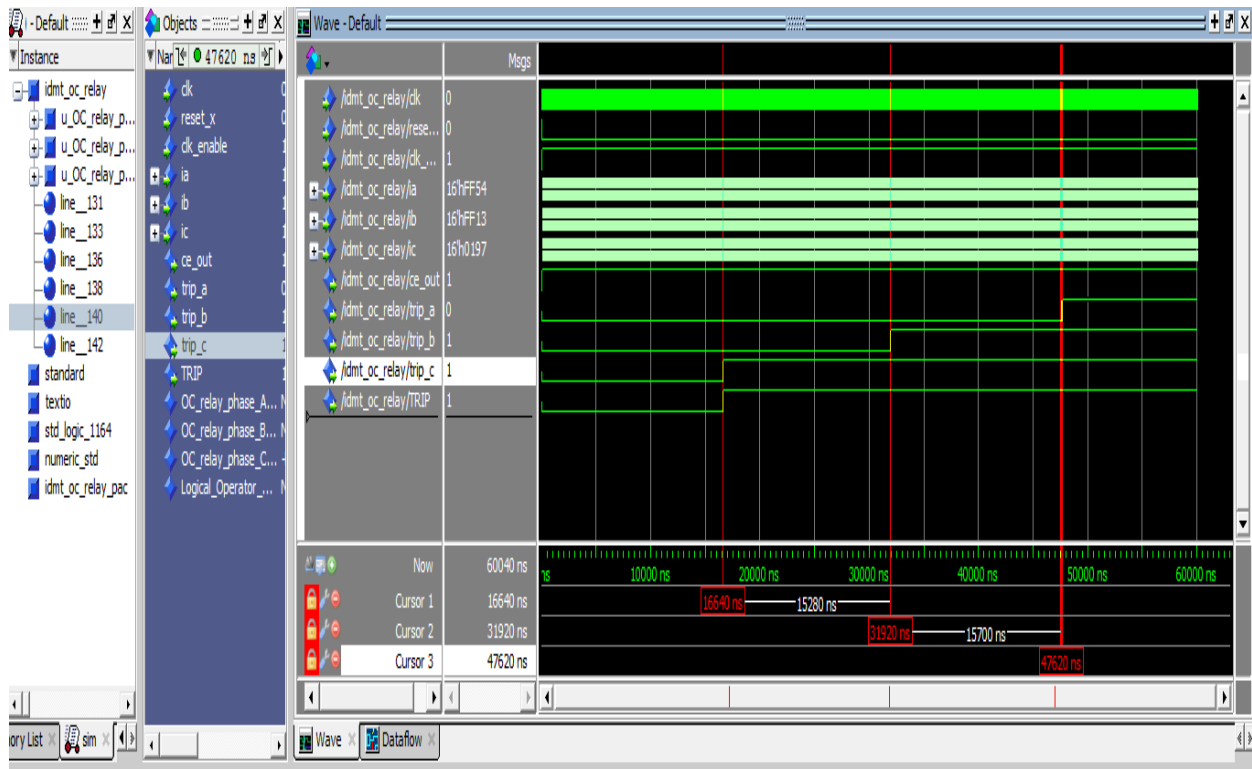 - Default
Objects
Wave - Default
Instance
47620 ns
Msgs
idmt_oc_relay
u_OC_relay_p...
u_OC_relay_p...
u_OC_relay_p...
line__131
line__133
line__136
line__138
line__140
line__142
standard
textio
std_logic_1164
numeric_std
idmt_oc_relay_pac
clk
reset_x
clk_enable
ia
ib
ic
ce_out
trip_a
trip_b
trip_c
TRIP
OC_relay_phase_A...
OC_relay_phase_B...
OC_relay_phase_C...
Logical_Operator_...
/idmt_oc_relay/clk 0
/idmt_oc_relay/rese... 0
/idmt_oc_relay/clk_... 1
/idmt_oc_relay/ia 16'hFF54
/idmt_oc_relay/ib 16'hFF13
/idmt_oc_relay/ic 16'h0197
/idmt_oc_relay/ce_out 1
/idmt_oc_relay/trip_a 0
/idmt_oc_relay/trip_b 1
/idmt_oc_relay/trip_c 1
/idmt_oc_relay/TRIP 1
Now 60040 ns
ns 10000 ns 20000 ns 30000 ns 40000 ns 50000 ns 60000 ns
Cursor 1 16640 ns 16640 ns 15280 ns
Cursor 2 31920 ns 31920 ns 15700 ns
Cursor 3 47620 ns 47620 ns
ory List
sim
Wave
Dataflow